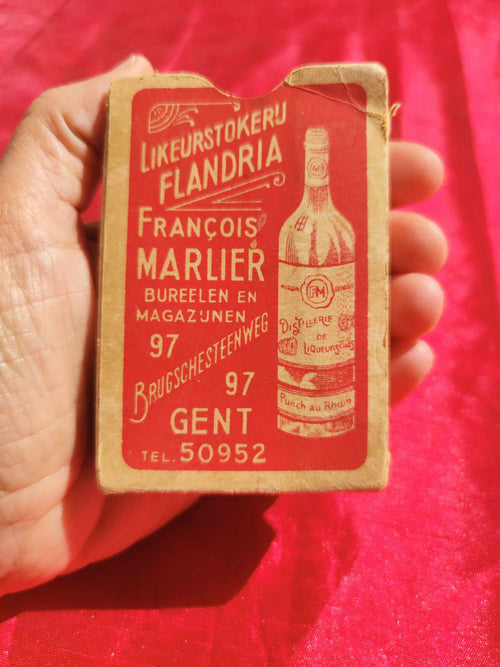 LIKEURSTOKERIJ
FLANDRIA
FRANÇOIS
MARLIER
BUREELEN EN
MAGAZIJNEN
97
BRUGSCHESTEENWEG
97
GENT
TEL. 50952
FM
DISTILLERIE
DE
LIQUEURS FINES
Punch au Rhum